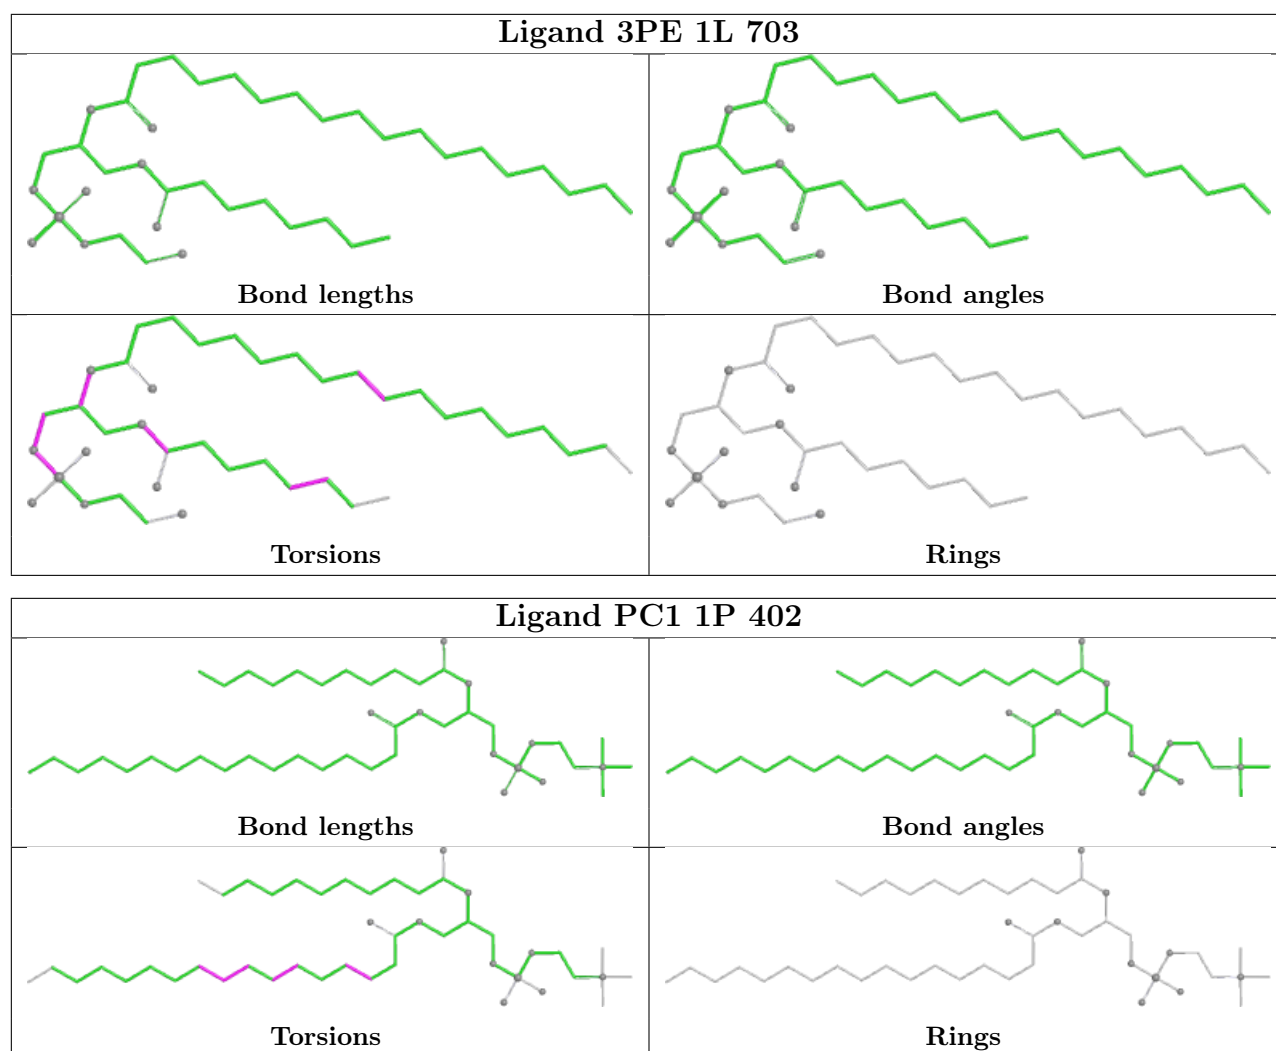 Ligand 3PE 1L 703
Bond lengths
Bond angles
Torsions
Rings
Ligand PC1 1P 402
Bond lengths
Bond angles
Torsions
Rings